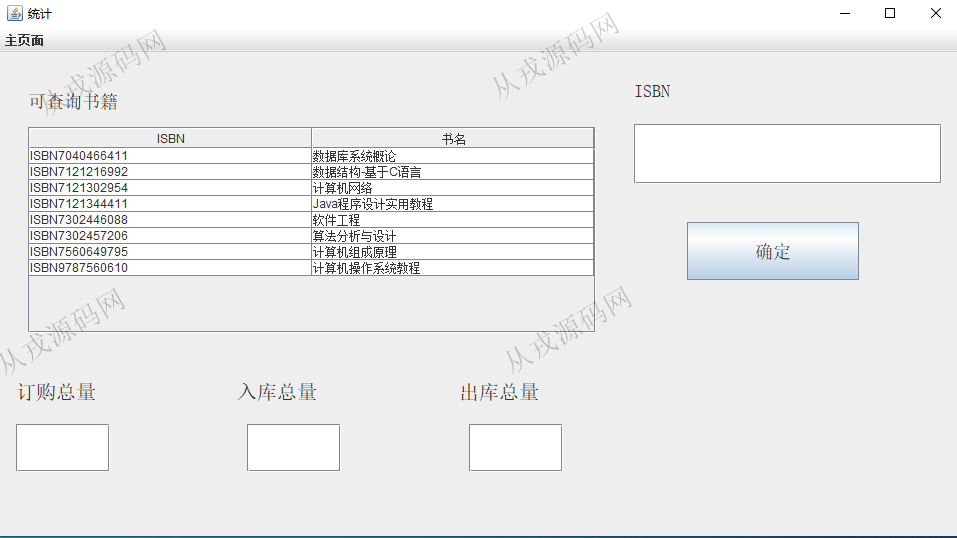 统计
主页面
从戎源码网
从戎源码网
可查询书籍
ISBN
ISBN 书名
ISBN7040466411 数据库系统概论
ISBN7121216992 数据结构-基于C语言
ISBN7121302954 计算机网络
ISBN7121344411 Java程序设计实用教程
ISBN7302446088 软件工程
ISBN7302457206 算法分析与设计
ISBN7560649795 计算机组成原理
ISBN9787560610 计算机操作系统教程
确定
从戎源码网
从戎源码网
订购总量 入库总量 出库总量